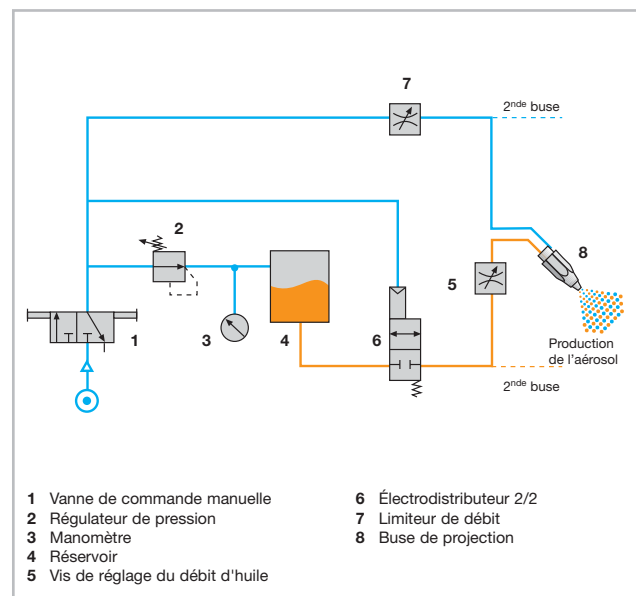 7
2nde buse
2
8
5
1
3
4
6
Production
de l'aérosol
2nde buse
1 Vanne de commande manuelle
2 Régulateur de pression
3 Manomètre
4 Réservoir
5 Vis de réglage du débit d'huile
6 Électrodistributeur 2/2
7 Limiteur de débit
8 Buse de projection